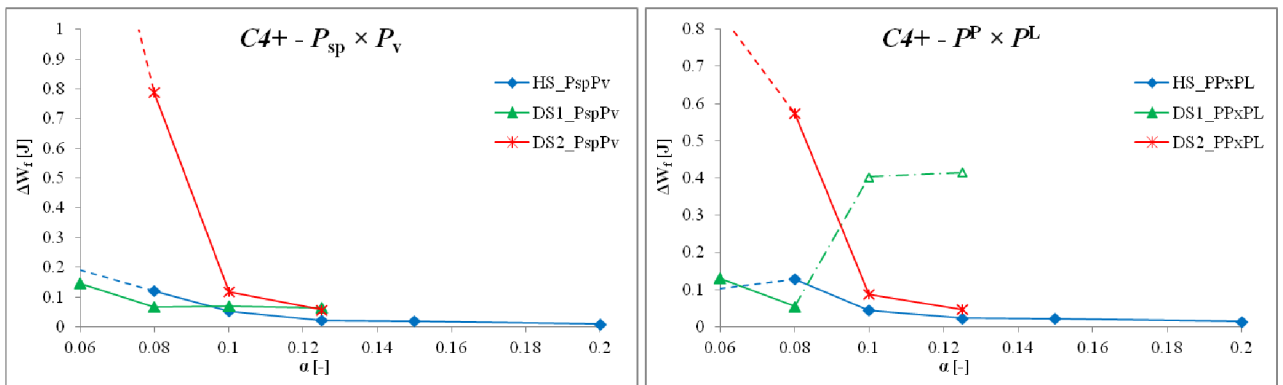 C4+ - Psp × Pv
HS_PspPv
DS1_PspPv
DS2_PspPv
ΔWf [J]
1
0.9
0.8
0.7
0.6
0.5
0.4
0.3
0.2
0.1
0
0.06 0.08 0.1 0.12 0.14 0.16 0.18 0.2
α [-]
C4+ - P^P × P^L
HS_PPxPL
DS1_PPxPL
DS2_PPxPL
ΔWf [J]
0.8
0.7
0.6
0.5
0.4
0.3
0.2
0.1
0
0.06 0.08 0.1 0.12 0.14 0.16 0.18 0.2
α [-]